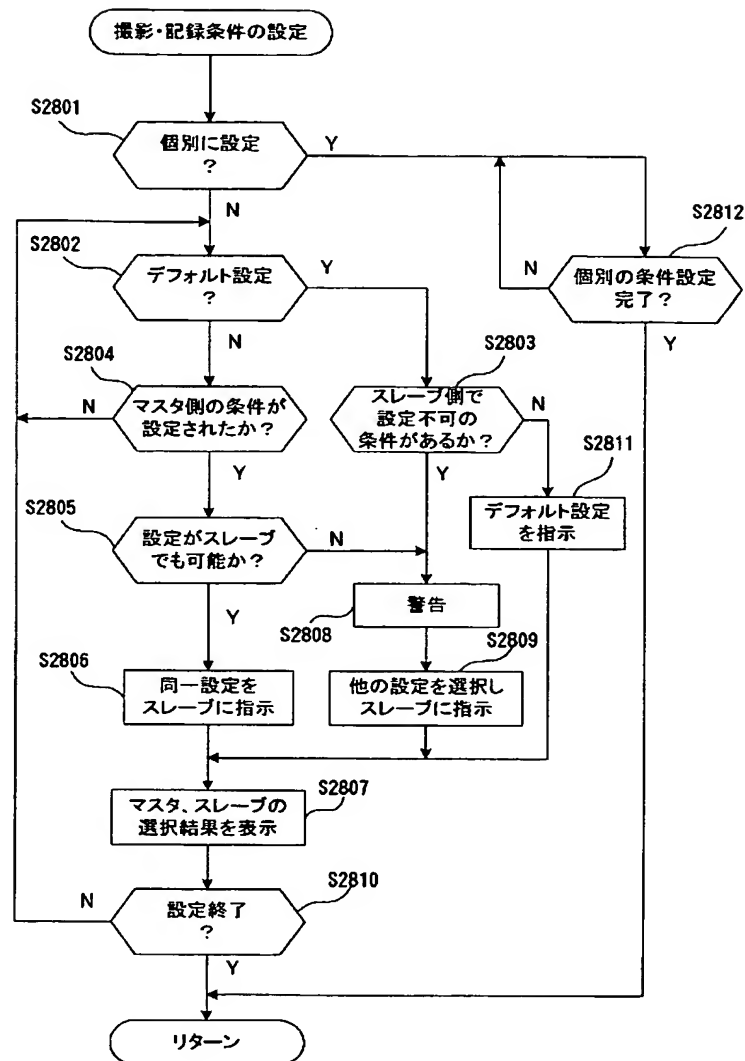 撮影・記録条件の設定
S2801
個別に設定
?
Y
N
S2802
デフォルト設定
?
Y
N
S2812
個別の条件設定
完了?
N
Y
S2804
マスタ側の条件が
設定されたか?
N
Y
S2803
スレーブ側で
設定不可の
条件があるか?
N
Y
S2811
デフォルト設定
を指示
S2805
設定がスレーブ
でも可能か?
N
Y
警告
S2808
S2806
同一設定を
スレーブに指示
S2809
他の設定を選択し
スレーブに指示
S2807
マスタ、スレーブの
選択結果を表示
S2810
設定終了
?
N
Y
リターン